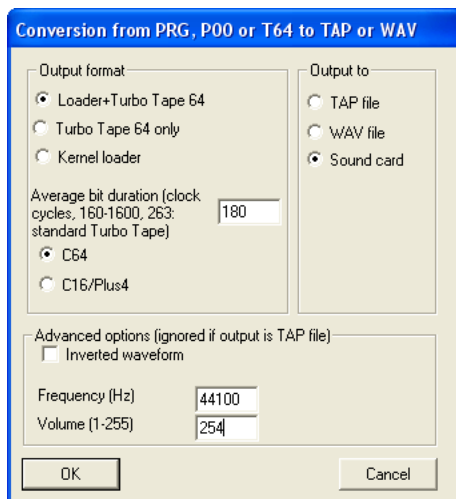 Conversion from PRG, P00 or T64 to TAP or WAV
Output format
Loader+Turbo Tape 64
Turbo Tape 64 only
Kernel loader
Average bit duration (clock
cycles, 160-1600, 263:
standard Turbo Tape)
180
C64
C16/Plus4
Output to
TAP file
WAV file
Sound card
Advanced options (ignored if output is TAP file)
Inverted waveform
Frequency (Hz)
44100
Volume (1-255)
254
OK
Cancel